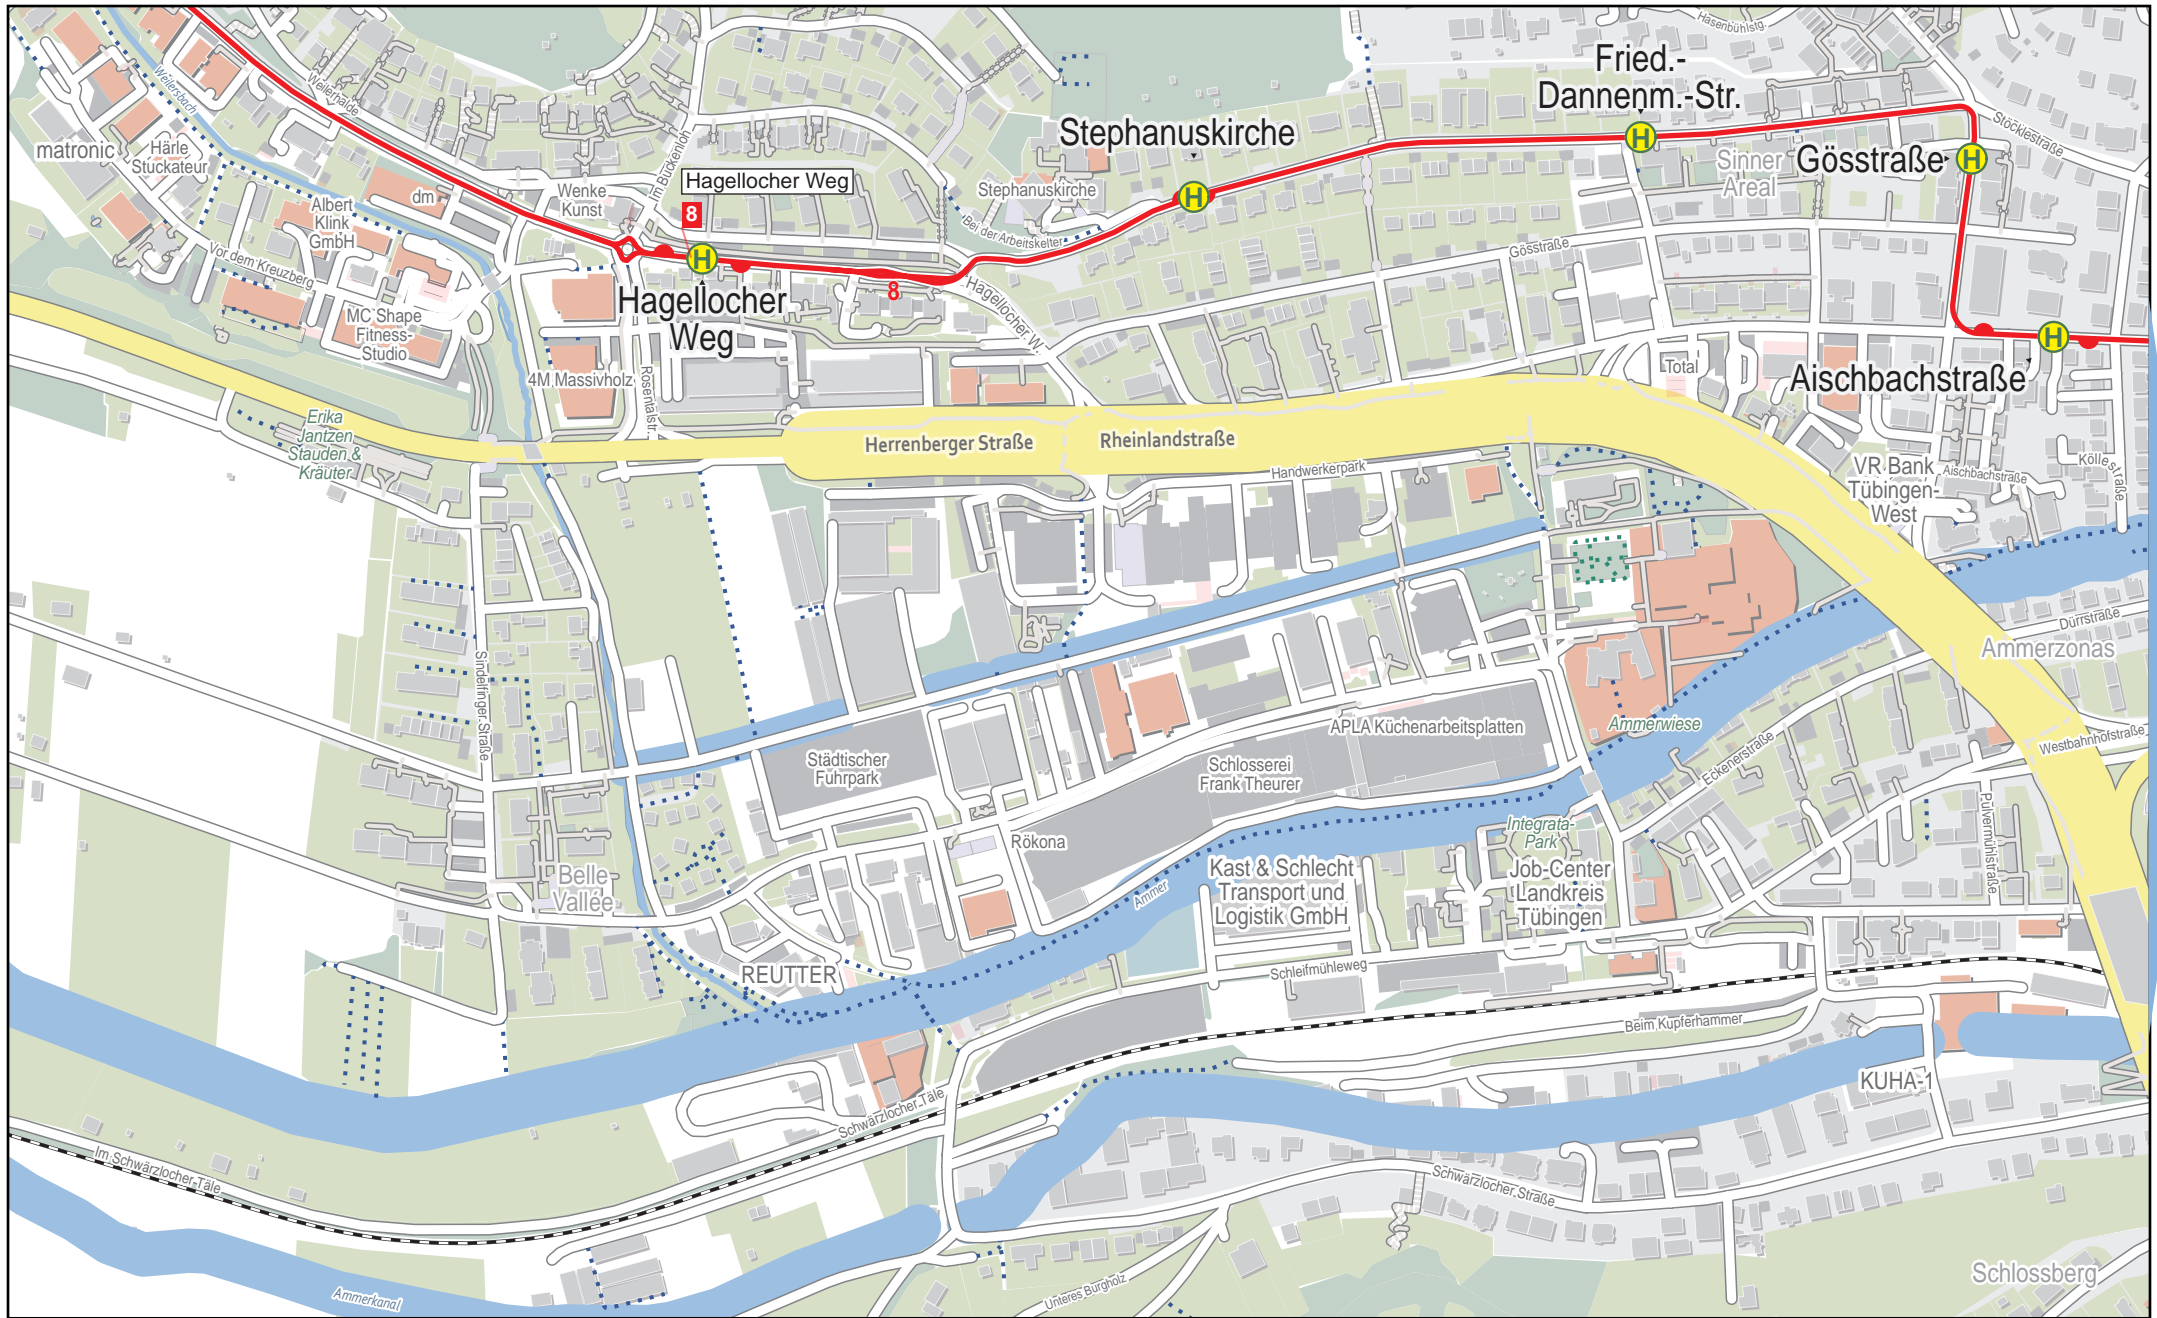 Hasenbühlstg.
Fried.-
Dannenm.-Str.
Weilersbach
Weilerhalde
Stöcklestraße
Stephanuskirche
matronic
Härle
Stuckateur
Sinner
Areal
Gösstraße
H
H
H
H
H
Im Buckenloh
Hagellocher Weg
8
dm
Wenke
Kunst
Stephanuskirche
Albert
Klink
GmbH
Bei der Arbeitskelter
Gösstraße
Vor dem Kreuzberg
8
Hagellocher W.
Hagellocher
Weg
MC Shape
Fitness-
Studio
4M Massivholz
Rosentalstr.
Total
Aischbachstraße
Erika
Jantzen
Stauden &
Kräuter
Herrenberger Straße
Rheinlandstraße
Handwerkerpark
VR Bank
Tübingen-
West
Aischbachstraße
Köllestraße
Dürrstraße
Ammerzonas
Sindelfinger Straße
Ammerwiese
APLA Küchenarbeitsplatten
Westbahnhofstraße
Eckenerstraße
Städtischer
Fuhrpark
Schlosserei
Frank Theurer
Pulvermühlstraße
Rökona
Integrata-
Park
Belle
Vallée
Ammer
Kast & Schlecht
Transport und
Logistik GmbH
Job-Center
Landkreis
Tübingen
REUTTER
Schleifmühleweg
Beim Kupferhammer
KUHA-1
Schwärzlocher Täle
Im Schwärzlocher Täle
Schwärzlocher Straße
Ammerkanal
Unteres Burgholz
Schlossberg